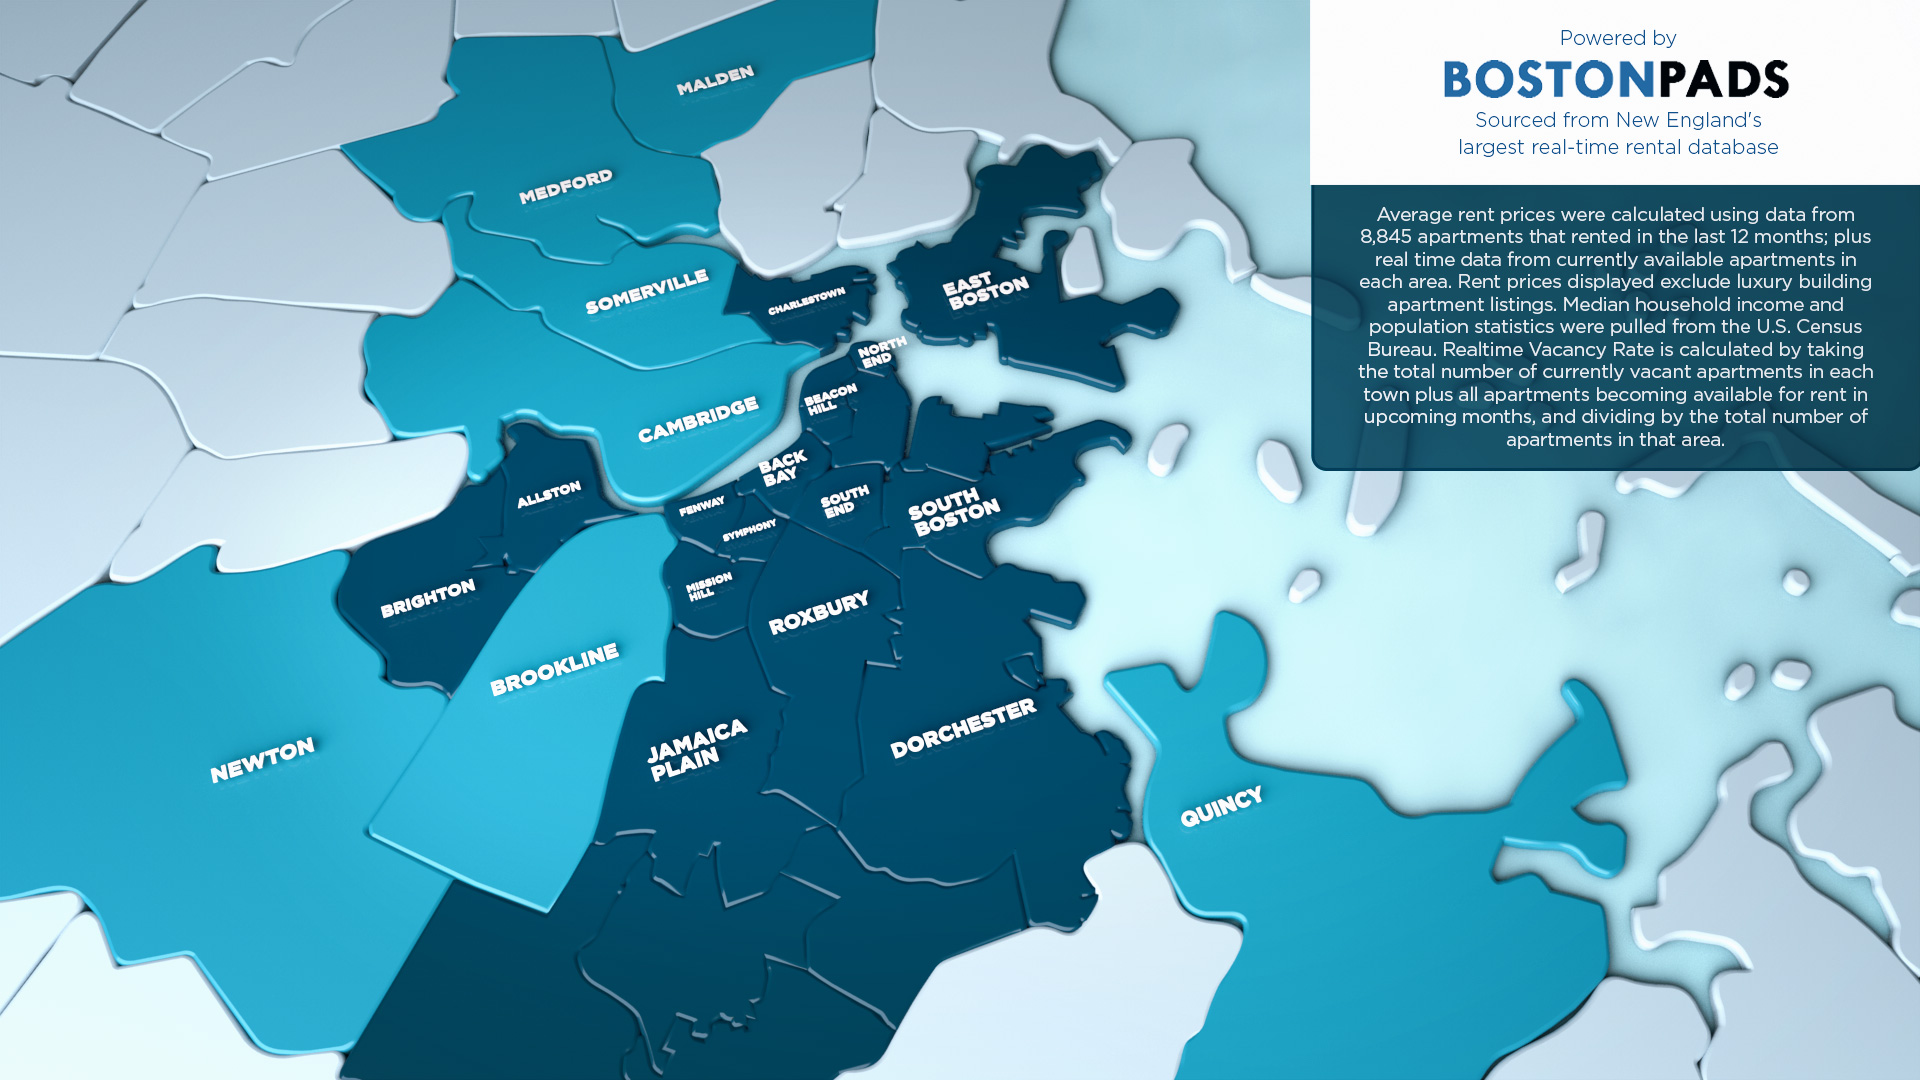 Powered by
BOSTONPADS
Sourced from New England's
largest real-time rental database
Average rent prices were calculated using data from
8,845 apartments that rented in the last 12 months; plus
real time data from currently available apartments in
each area. Rent prices displayed exclude luxury building
apartment listings. Median household income and
population statistics were pulled from the U.S. Census
Bureau. Realtime Vacancy Rate is calculated by taking
the total number of currently vacant apartments in each
town plus all apartments becoming available for rent in
upcoming months, and dividing by the total number of
apartments in that area.
MALDEN
MEDFORD
SOMERVILLE
CHARLESTOWN
EAST
BOSTON
NORTH
END
BEACON
HILL
CAMBRIDGE
BACK
BAY
ALLSTON
FENWAY
SOUTH
END
SOUTH
BOSTON
SYMPHONY
BRIGHTON
MISSION
HILL
ROXBURY
BROOKLINE
NEWTON
JAMAICA
PLAIN
DORCHESTER
QUINCY